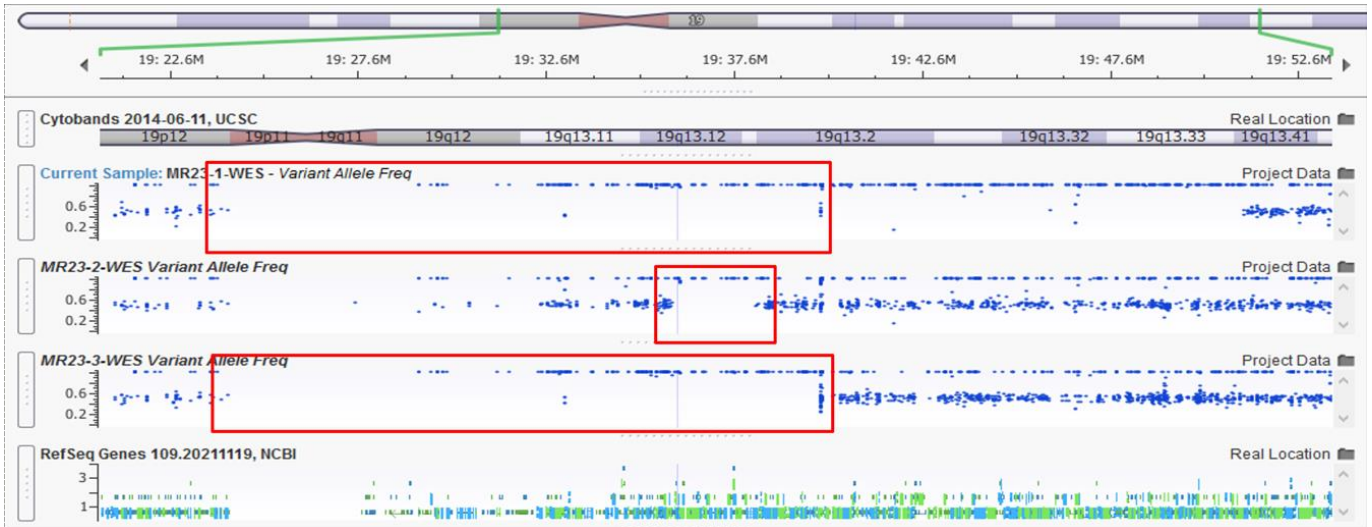 19
19: 22.6M 19: 27.6M 19: 32.6M 19: 37.6M 19: 42.6M 19: 47.6M 19: 52.6M
Cytobands 2014-06-11, UCSC Real Location
19p12 19p11 19q11 19q12 19q13.11 19q13.12 19q13.2 19q13.32 19q13.33 19q13.41
Current Sample: MR23-1-WES - Variant Allele Freq Project Data
0.6
0.2
MR23-2-WES Variant Allele Freq Project Data
0.6
0.2
MR23-3-WES Variant Allele Freq Project Data
0.6
0.2
RefSeq Genes 109.20211119, NCBI Real Location
3
1